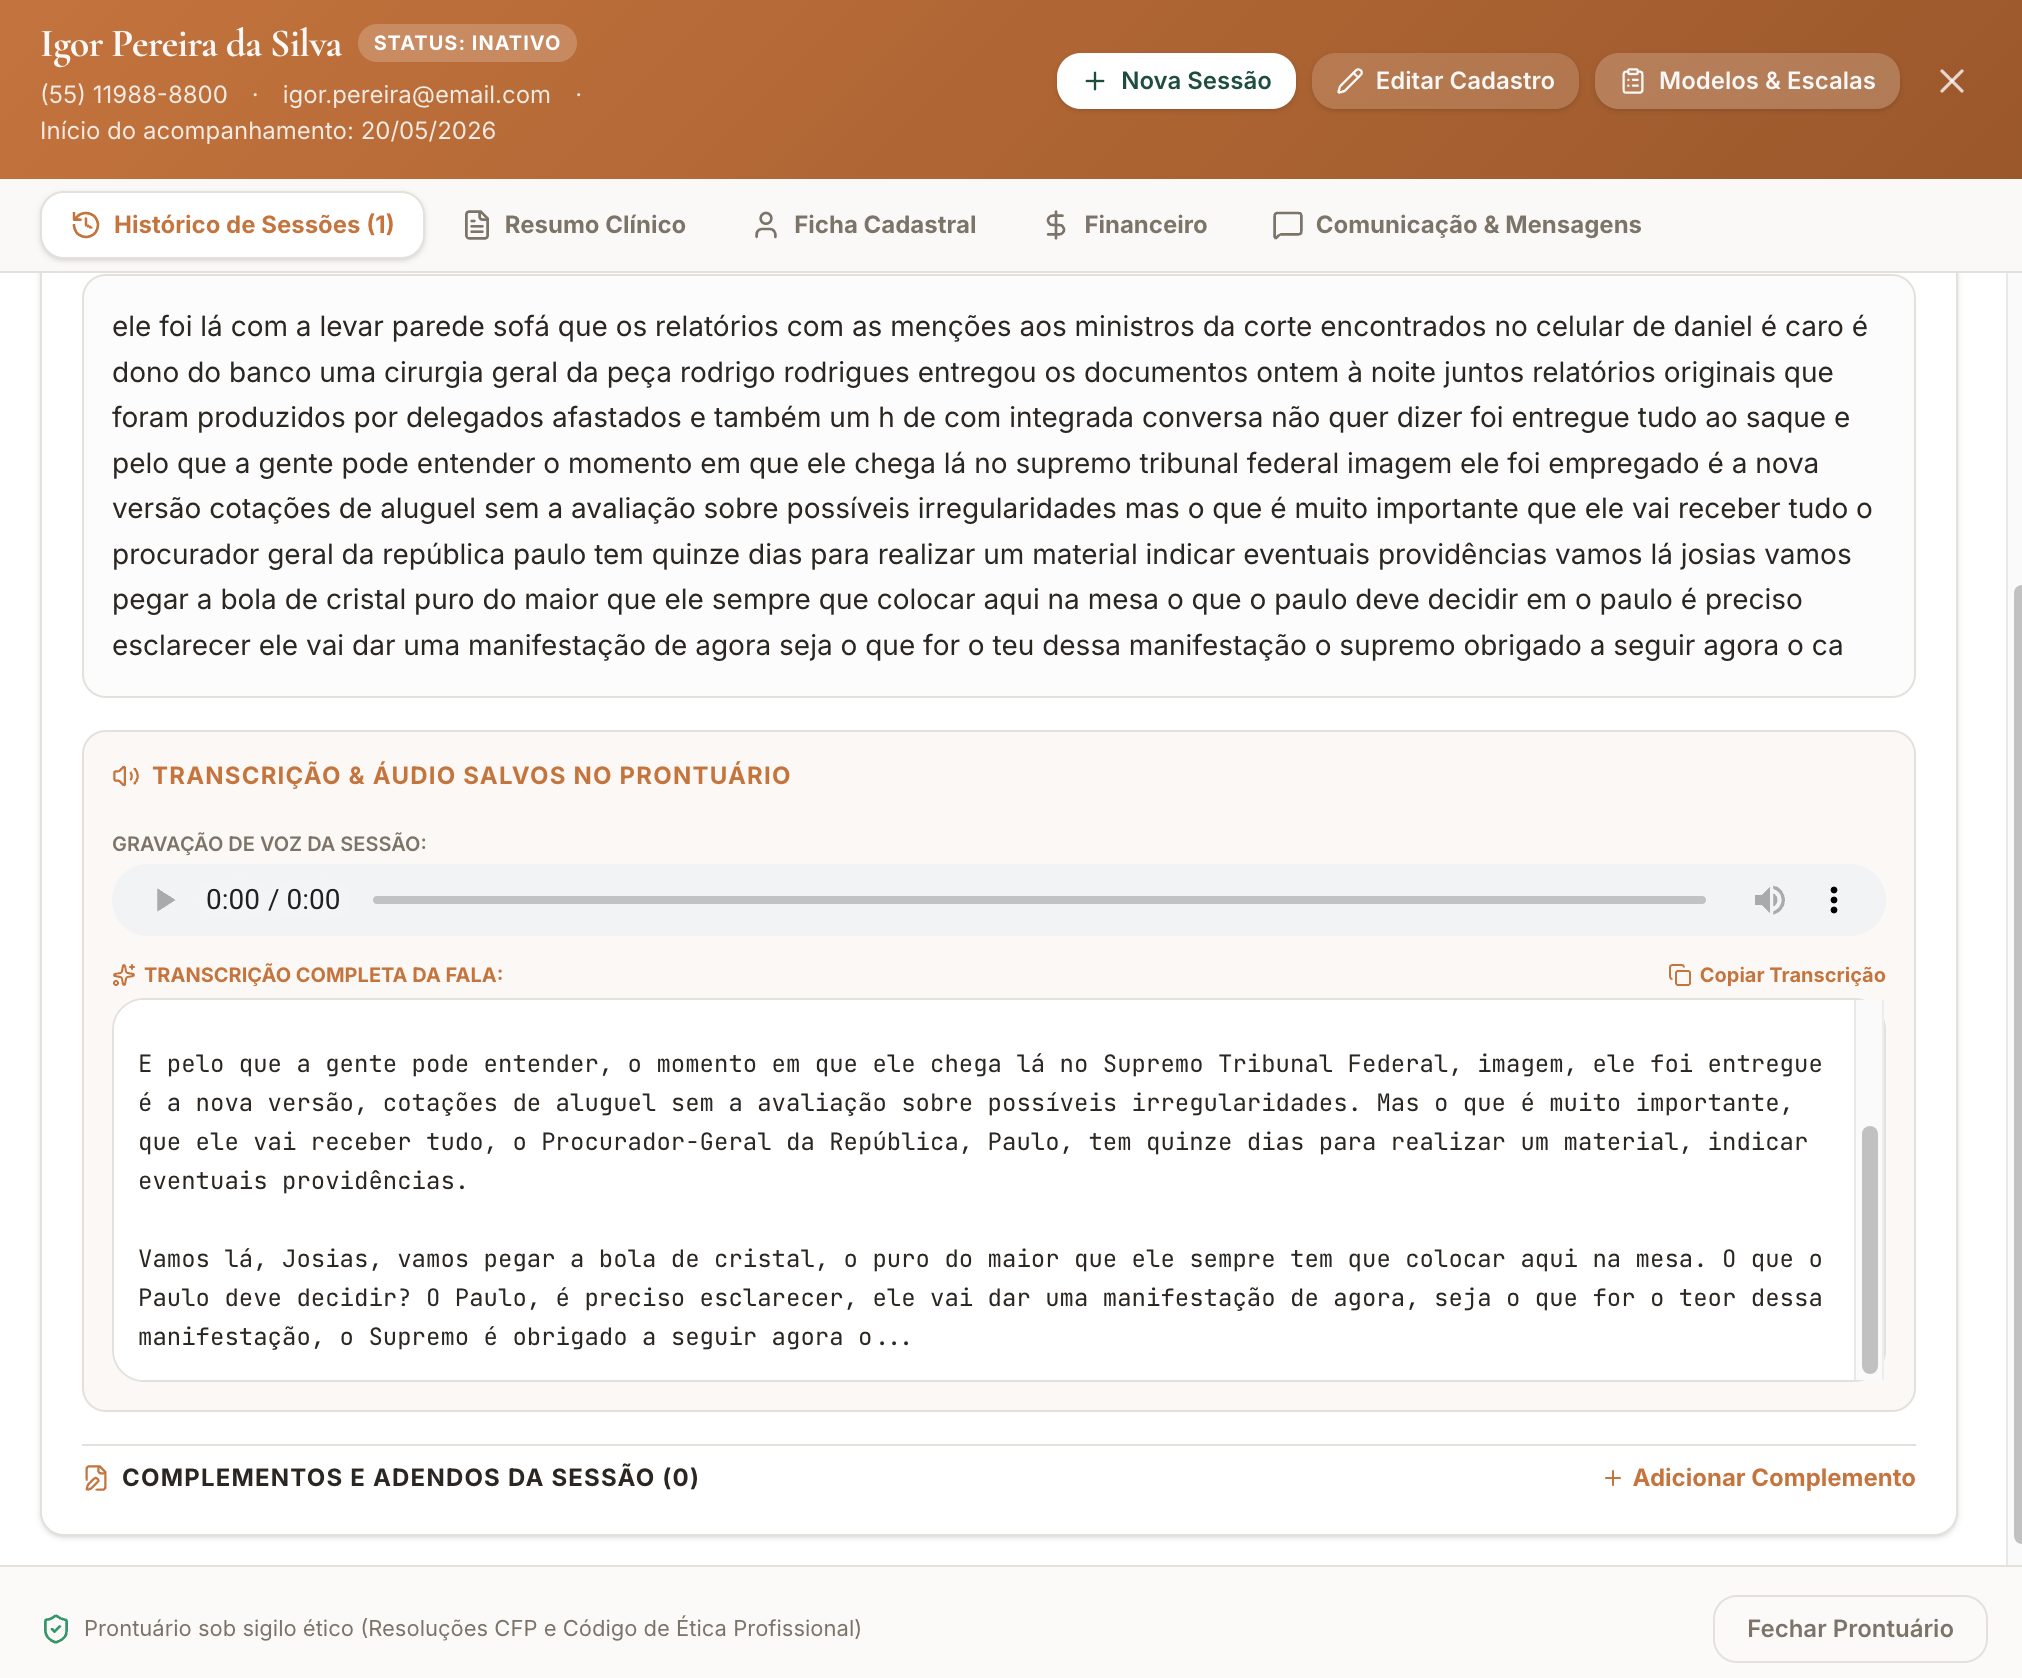 Igor Pereira da Silva STATUS: INATIVO
(55) 11988-8800 · igor.pereira@email.com ·
Início do acompanhamento: 20/05/2026
Nova Sessão
Editar Cadastro
Modelos & Escalas
Histórico de Sessões (1)
Resumo Clínico
Ficha Cadastral
Financeiro
Comunicação & Mensagens
ele foi lá com a levar parede sofá que os relatórios com as menções aos ministros da corte encontrados no celular de daniel é caro é
dono do banco uma cirurgia geral da peça rodrigo rodrigues entregou os documentos ontem à noite juntos relatórios originais que
foram produzidos por delegados afastados e também um h de com integrada conversa não quer dizer foi entregue tudo ao saque e
pelo que a gente pode entender o momento em que ele chega lá no supremo tribunal federal imagem ele foi empregado é a nova
versão cotações de aluguel sem a avaliação sobre possíveis irregularidades mas o que é muito importante que ele vai receber tudo o
procurador geral da república paulo tem quinze dias para realizar um material indicar eventuais providências vamos lá josias vamos
pegar a bola de cristal puro do maior que ele sempre que colocar aqui na mesa o que o paulo deve decidir em o paulo é preciso
esclarecer ele vai dar uma manifestação de agora seja o que for o teu dessa manifestação o supremo obrigado a seguir agora o ca
TRANSCRIÇÃO & ÁUDIO SALVOS NO PRONTUÁRIO
GRAVAÇÃO DE VOZ DA SESSÃO:
0:00 / 0:00
TRANSCRIÇÃO COMPLETA DA FALA:
Copiar Transcrição
E pelo que a gente pode entender, o momento em que ele chega lá no Supremo Tribunal Federal, imagem, ele foi entregue
é a nova versão, cotações de aluguel sem a avaliação sobre possíveis irregularidades. Mas o que é muito importante,
que ele vai receber tudo, o Procurador-Geral da República, Paulo, tem quinze dias para realizar um material, indicar
eventuais providências.
Vamos lá, Josias, vamos pegar a bola de cristal, o puro do maior que ele sempre tem que colocar aqui na mesa. O que o
Paulo deve decidir? O Paulo, é preciso esclarecer, ele vai dar uma manifestação de agora, seja o que for o teor dessa
manifestação, o Supremo é obrigado a seguir agora o...
COMPLEMENTOS E ADENDOS DA SESSÃO (0)
+ Adicionar Complemento
Prontuário sob sigilo ético (Resoluções CFP e Código de Ética Profissional)
Fechar Prontuário